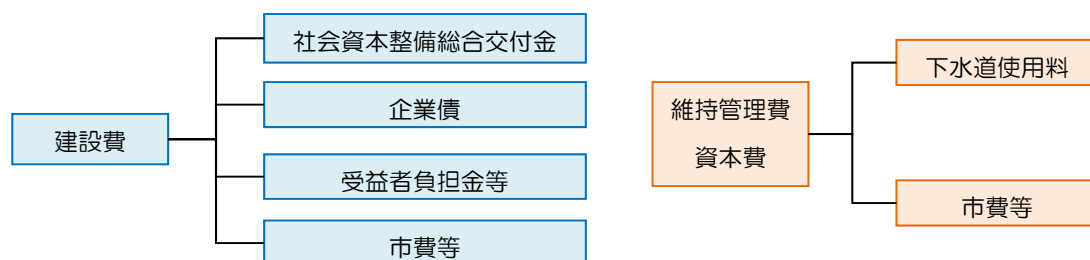 建設費
社会資本整備総合交付金
企業債
受益者負担金等
市費等
維持管理費
資本費
下水道使用料
市費等